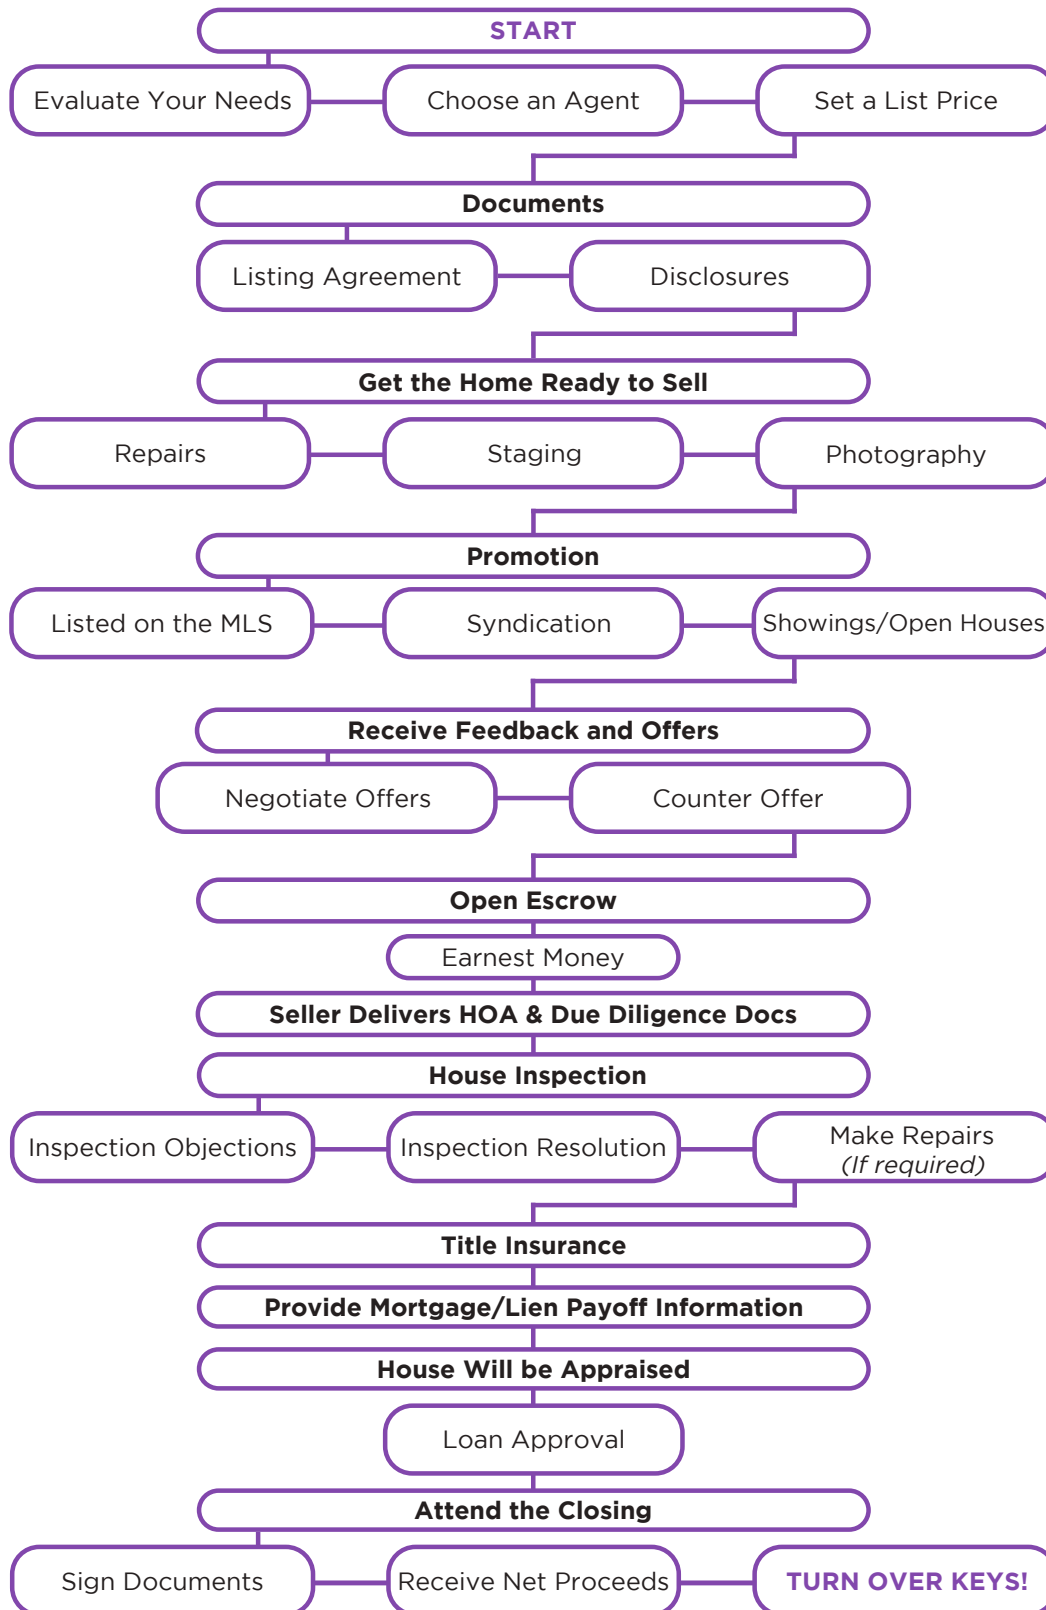 START
Evaluate Your Needs
Choose an Agent
Set a List Price
Documents
Listing Agreement
Disclosures
Get the Home Ready to Sell
Repairs
Staging
Photography
Promotion
Listed on the MLS
Syndication
Showings/Open Houses
Receive Feedback and Offers
Negotiate Offers
Counter Offer
Open Escrow
Earnest Money
Seller Delivers HOA & Due Diligence Docs
House Inspection
Inspection Objections
Inspection Resolution
Make Repairs
(If required)
Title Insurance
Provide Mortgage/Lien Payoff Information
House Will be Appraised
Loan Approval
Attend the Closing
Sign Documents
Receive Net Proceeds
TURN OVER KEYS!